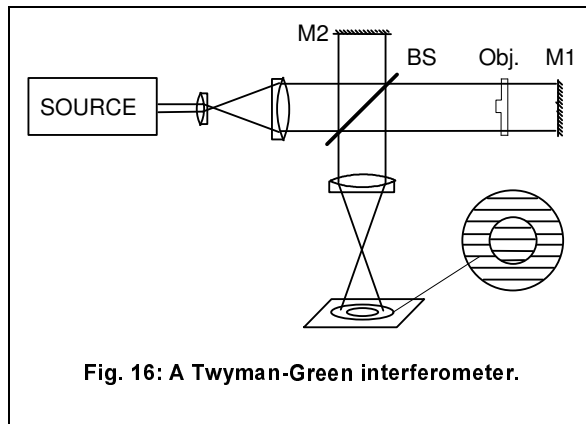 M2
BS
Obj.
M1
SOURCE
Fig. 16: A Twyman-Green interferometer.